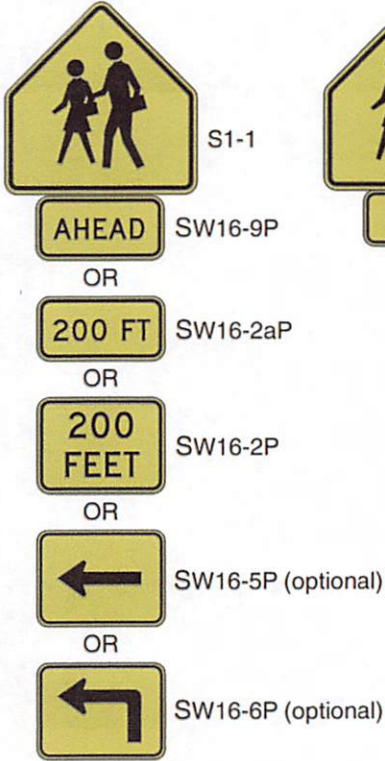 S1-1
AHEAD SW16-9P
OR
200 FT SW16-2aP
OR
200
FEET
SW16-2P
OR
SW16-5P (optional)
OR
SW16-6P (optional)